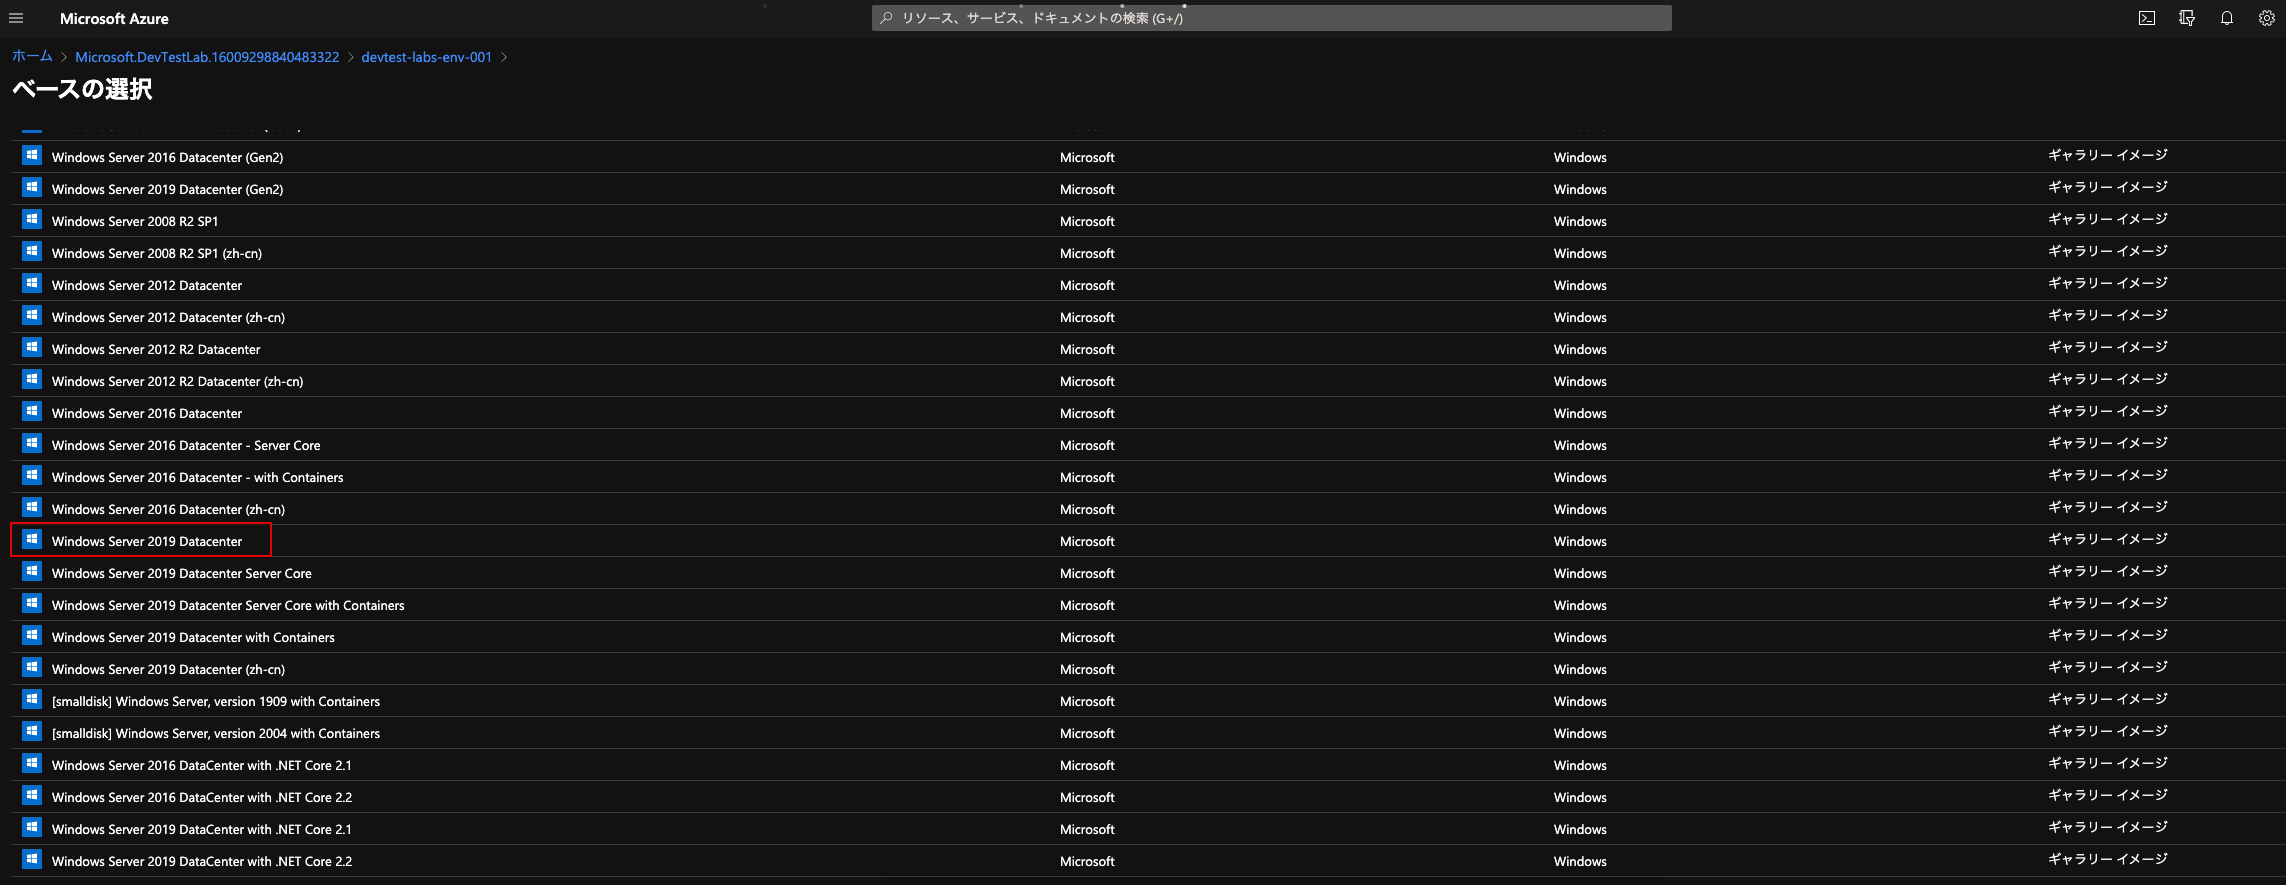 Microsoft Azure
リソース、サービス、ドキュメントの検索 (G+/)
ホーム > Microsoft.DevTestLab.16009298840483322 > devtest-labs-env-001 >
ベースの選択
Windows Server 2016 Datacenter (Gen2) Microsoft Windows ギャラリー イメージ
Windows Server 2019 Datacenter (Gen2) Microsoft Windows ギャラリー イメージ
Windows Server 2008 R2 SP1 Microsoft Windows ギャラリー イメージ
Windows Server 2008 R2 SP1 (zh-cn) Microsoft Windows ギャラリー イメージ
Windows Server 2012 Datacenter Microsoft Windows ギャラリー イメージ
Windows Server 2012 Datacenter (zh-cn) Microsoft Windows ギャラリー イメージ
Windows Server 2012 R2 Datacenter Microsoft Windows ギャラリー イメージ
Windows Server 2012 R2 Datacenter (zh-cn) Microsoft Windows ギャラリー イメージ
Windows Server 2016 Datacenter Microsoft Windows ギャラリー イメージ
Windows Server 2016 Datacenter - Server Core Microsoft Windows ギャラリー イメージ
Windows Server 2016 Datacenter - with Containers Microsoft Windows ギャラリー イメージ
Windows Server 2016 Datacenter (zh-cn) Microsoft Windows ギャラリー イメージ
Windows Server 2019 Datacenter Microsoft Windows ギャラリー イメージ
Windows Server 2019 Datacenter Server Core Microsoft Windows ギャラリー イメージ
Windows Server 2019 Datacenter Server Core with Containers Microsoft Windows ギャラリー イメージ
Windows Server 2019 Datacenter with Containers Microsoft Windows ギャラリー イメージ
Windows Server 2019 Datacenter (zh-cn) Microsoft Windows ギャラリー イメージ
[smalldisk] Windows Server, version 1909 with Containers Microsoft Windows ギャラリー イメージ
[smalldisk] Windows Server, version 2004 with Containers Microsoft Windows ギャラリー イメージ
Windows Server 2016 DataCenter with .NET Core 2.1 Microsoft Windows ギャラリー イメージ
Windows Server 2016 DataCenter with .NET Core 2.2 Microsoft Windows ギャラリー イメージ
Windows Server 2019 DataCenter with .NET Core 2.1 Microsoft Windows ギャラリー イメージ
Windows Server 2019 DataCenter with .NET Core 2.2 Microsoft Windows ギャラリー イメージ